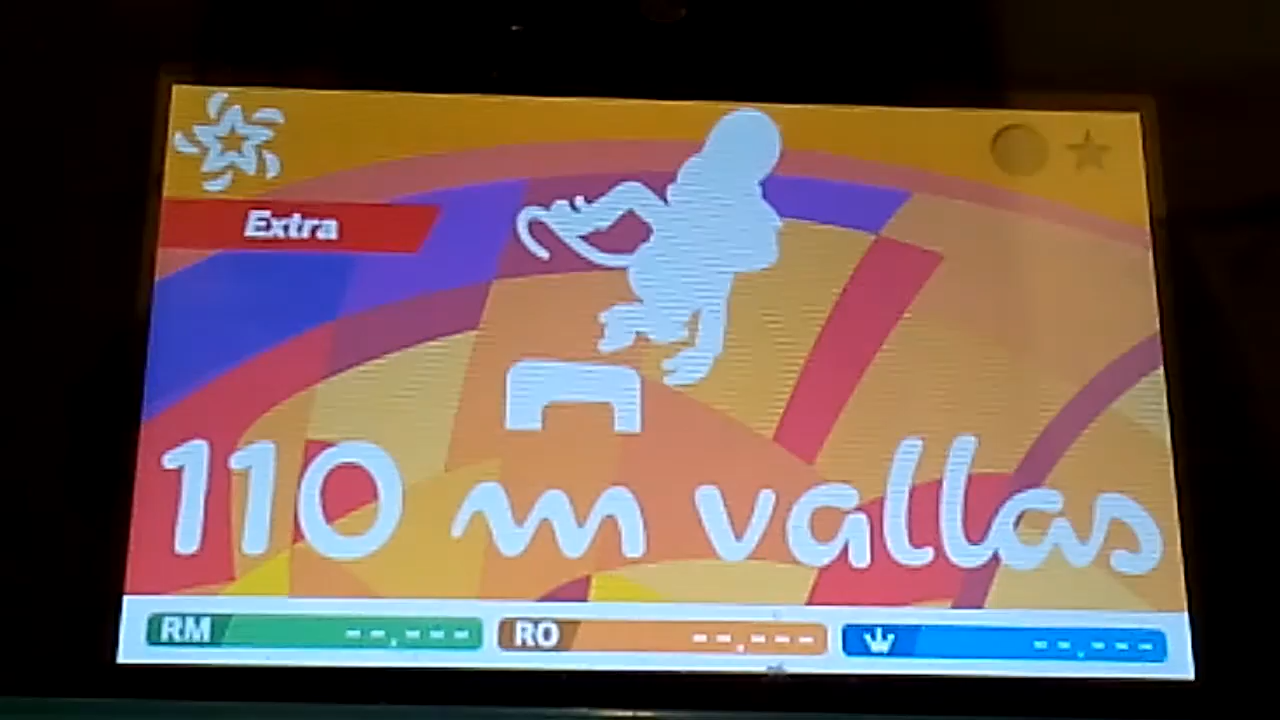 Extra
110 m vallas
RM --.---
RO --.---
--.---